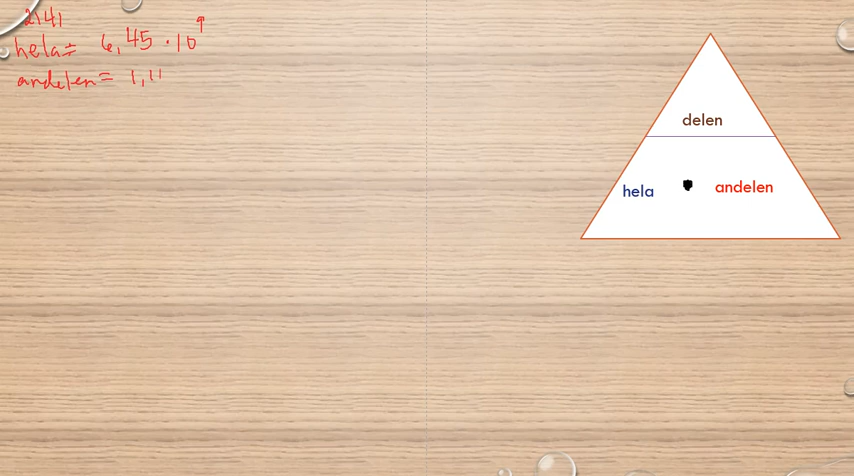 2141
hela = 6,45 · 10⁹
andelen = 1,11
delen
hela · andelen